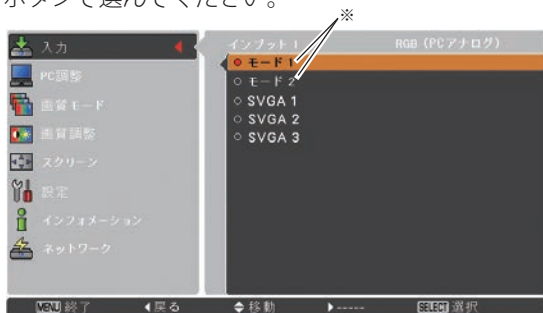 ボタンで選んでください。
※
入力
インプット 1
RGB（PCアナログ）
モード 1
PC調整
モード 2
画質モード
SVGA 1
画質調整
SVGA 2
スクリーン
SVGA 3
設定
インフォメーション
ネットワーク
MENU 終了
戻る
移動
-----
SELECT 選択